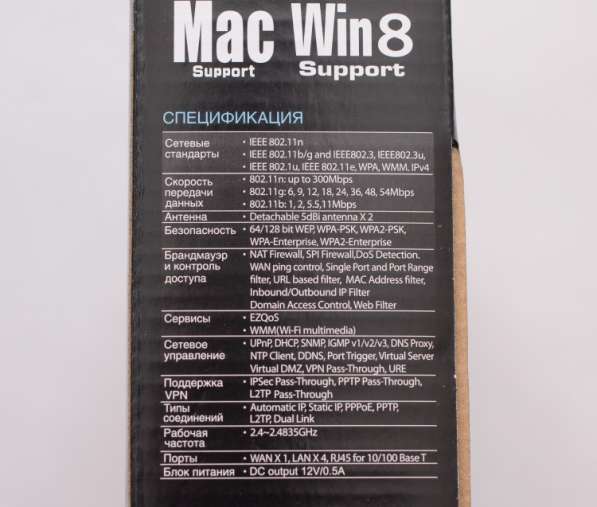 Mac Win 8
Support Support
СПЕЦИФИКАЦИЯ
Сетевые стандарты
• IEEE 802.11n
• IEEE 802.11b/g and IEEE802.3, IEEE803.3u,
• IEEE 802.1u, IEEE 802.11e, WPA, WMM. IPv4
Скорость передачи данных
• 802.11n: up to 300Mbps
• 802.11g: 6, 9, 12, 18, 24, 36, 48, 54Mbps
• 802.11b: 1, 2, 5.5,11Mbps
Антенна • Detachable 5dBi antenna X 2
Безопасность • 64/128 bit WEP, WPA-PSK, WPA2-PSK,
WPA-Enterprise, WPA2-Enterprise
Брандмауэр и контроль доступа
• NAT Firewall, SPI Firewall,DoS Detection.
WAN ping control, Single Port and Port Range
filter, URL based filter, MAC Address filter,
Inbound/Outbound IP Filter
Domain Access Control, Web Filter
Сервисы • EZQoS
• WMM(Wi-Fi multimedia)
Сетевое управление
• UPnP, DHCP, SNMP, IGMP v1/v2/v3, DNS Proxy,
NTP Client, DDNS, Port Trigger, Virtual Server
Virtual DMZ, VPN Pass-Through, URE
Поддержка VPN
• IPSec Pass-Through, PPTP Pass-Through,
L2TP Pass-Through
Типы соединений
• Automatic IP, Static IP, PPPoE, PPTP,
L2TP, Dual Link
Рабочая частота
• 2.4~2.4835GHz
Порты • WAN X 1, LAN X 4, RJ45 for 10/100 Base T
Блок питания • DC output 12V/0.5A